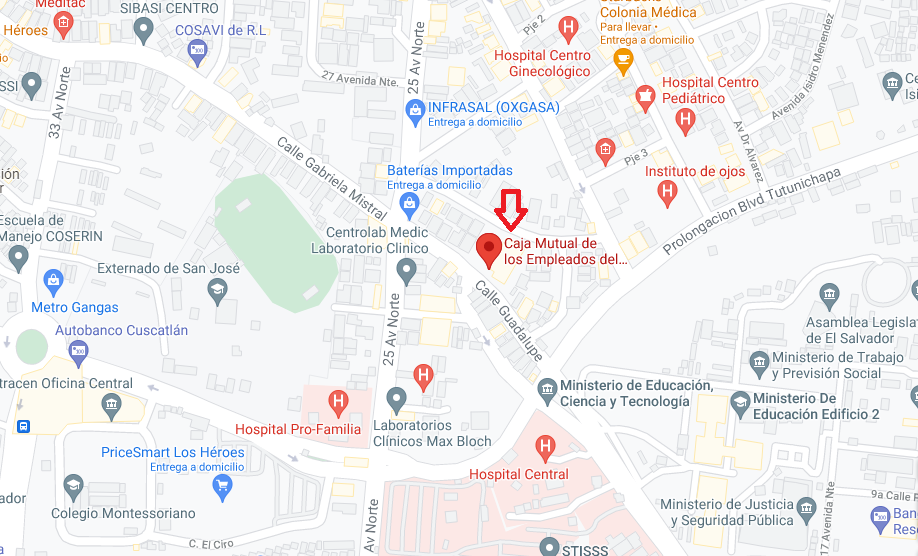 Meditac
SIBASI CENTRO
Héroes
COSAVI de R.L
33 Av Norte
27 Avenida Nte.
25 Av Norte
Pje 2
Colonia Médica
Para llevar •
Entrega a domicilio
Hospital Centro
Ginecológico
INFRASAL (OXGASA)
Entrega a domicilio
Hospital Centro
Pediátrico
Avenida Isidro Menendez
Av Dr Alvarez
Pje 3
Instituto de ojos
Prolongacion Blvd Tutunichapa
Calle Gabriela Mistral
Baterías Importadas
Entrega a domicilio
Centrolab Medic
Laboratorio Clinico
Caja Mutual de
los Empleados del...
Calle Guadalupe
Escuela de
Manejo COSERIN
Externado de San José
Metro Gangas
Autobanco Cuscatlán
25 Av Norte
tracen Oficina Central
Hospital Pro-Familia
Laboratorios
Clínicos Max Bloch
Ministerio de Educación,
Ciencia y Tecnología
Asamblea Legislat
de El Salvador
Ministerio de Trabajo
y Previsión Social
Ministerio De
Educación Edificio 2
PriceSmart Los Héroes
Entrega a domicilio
Hospital Central
Colegio Montessoriano
C. El Ciro
Av Norte
STISSS
Ministerio de Justicia
y Seguridad Pública
17 Avenida Nte
9a Calle P
Ban
Res